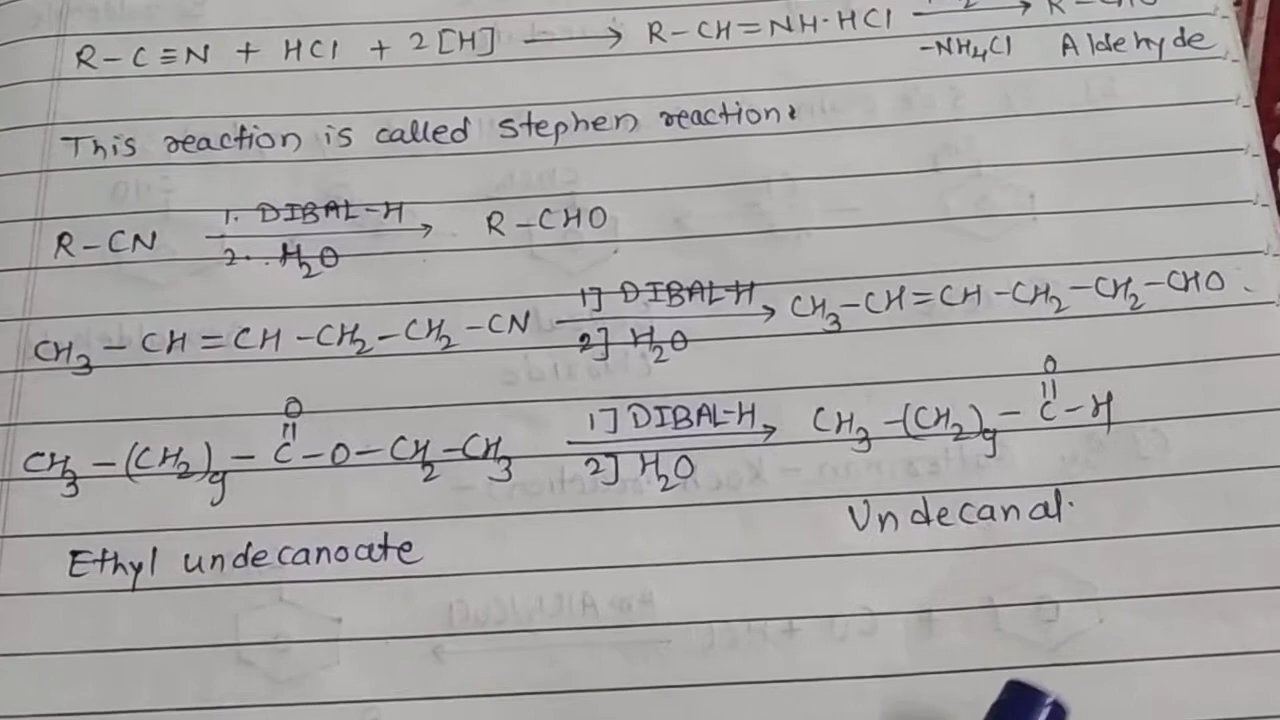 R-C≡N + HCl + 2[H] ⟶ R-CH=NH·HCl ⟶ R-CHO
-NH₄Cl Aldehyde
This reaction is called stephen reaction.
R-CN 1. DIBAL-H ⟶ 2. H₂O R-CHO
CH₃-CH=CH-CH₂-CH₂-CN 1] DIBAL-H ⟶ 2] H₂O CH₃-CH=CH-CH₂-CH₂-CHO.
O O
|| ||
CH₃-(CH₂)₉-C-O-CH₂-CH₃ 1] DIBAL-H ⟶ 2] H₂O CH₃-(CH₂)₉-C-H
Ethyl undecanoate Undecanal.